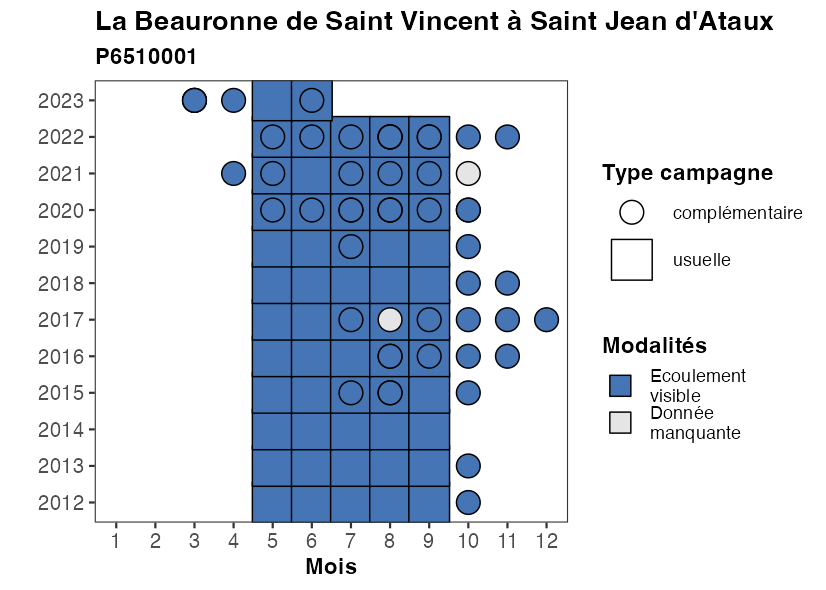 La Beauronne de Saint Vincent à Saint Jean d'Ataux
P6510001
2023
2022
2021
2020
2019
2018
2017
2016
2015
2014
2013
2012
1 2 3 4 5 6 7 8 9 10 11 12
Mois
Type campagne
complémentaire
usuelle
Modalités
Ecoulement
visible
Donnée
manquante